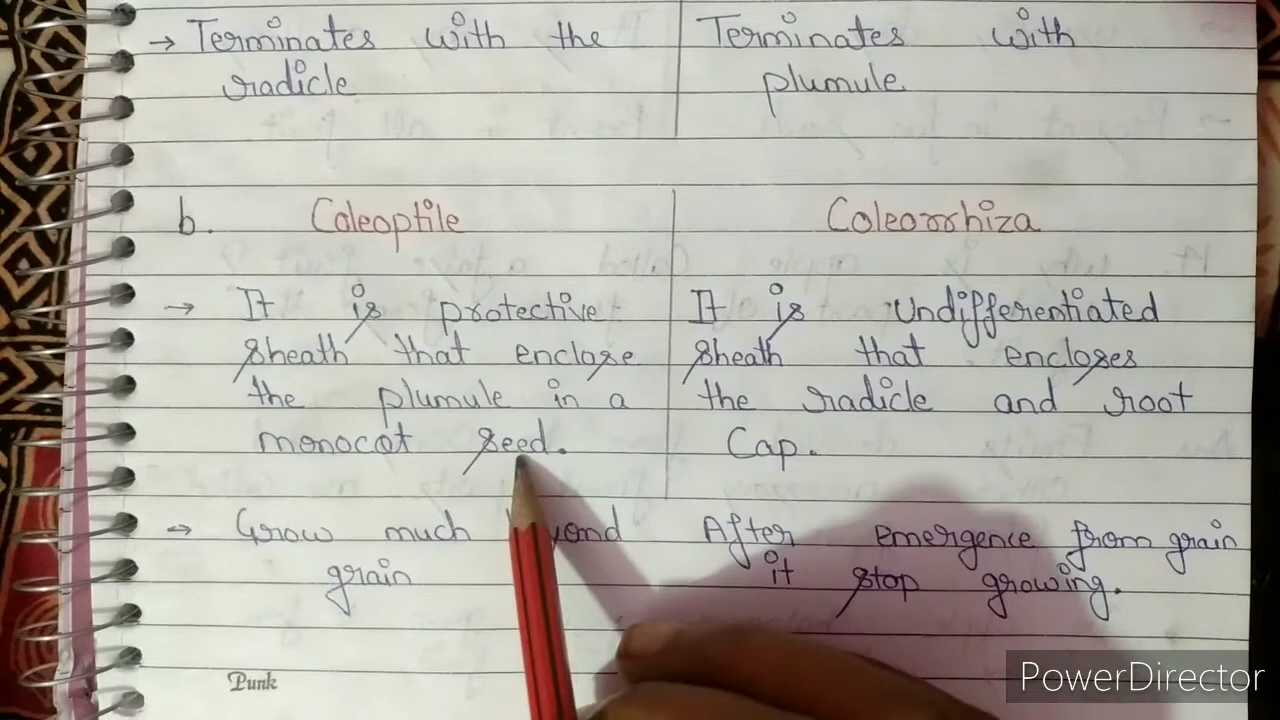 → Terminates with the Terminates with
radicle plumule
b. Coleoptile Coleorrhiza
→ It is protective It is Undifferentiated
sheath that enclose sheath that encloses
the plumule in a the radicle and root
monocot seed. Cap.
→ Grow much After emergence from grain
grain it stop growing.
Punk
PowerDirector